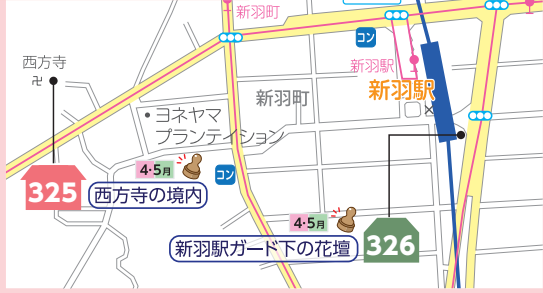 新羽町
コン
西方寺
卍
新羽駅
新羽駅
新羽町
ヨネヤマ
プランテイション
4・5月
325
西方寺の境内
コン
4・5月
新羽駅ガード下の花壇
326